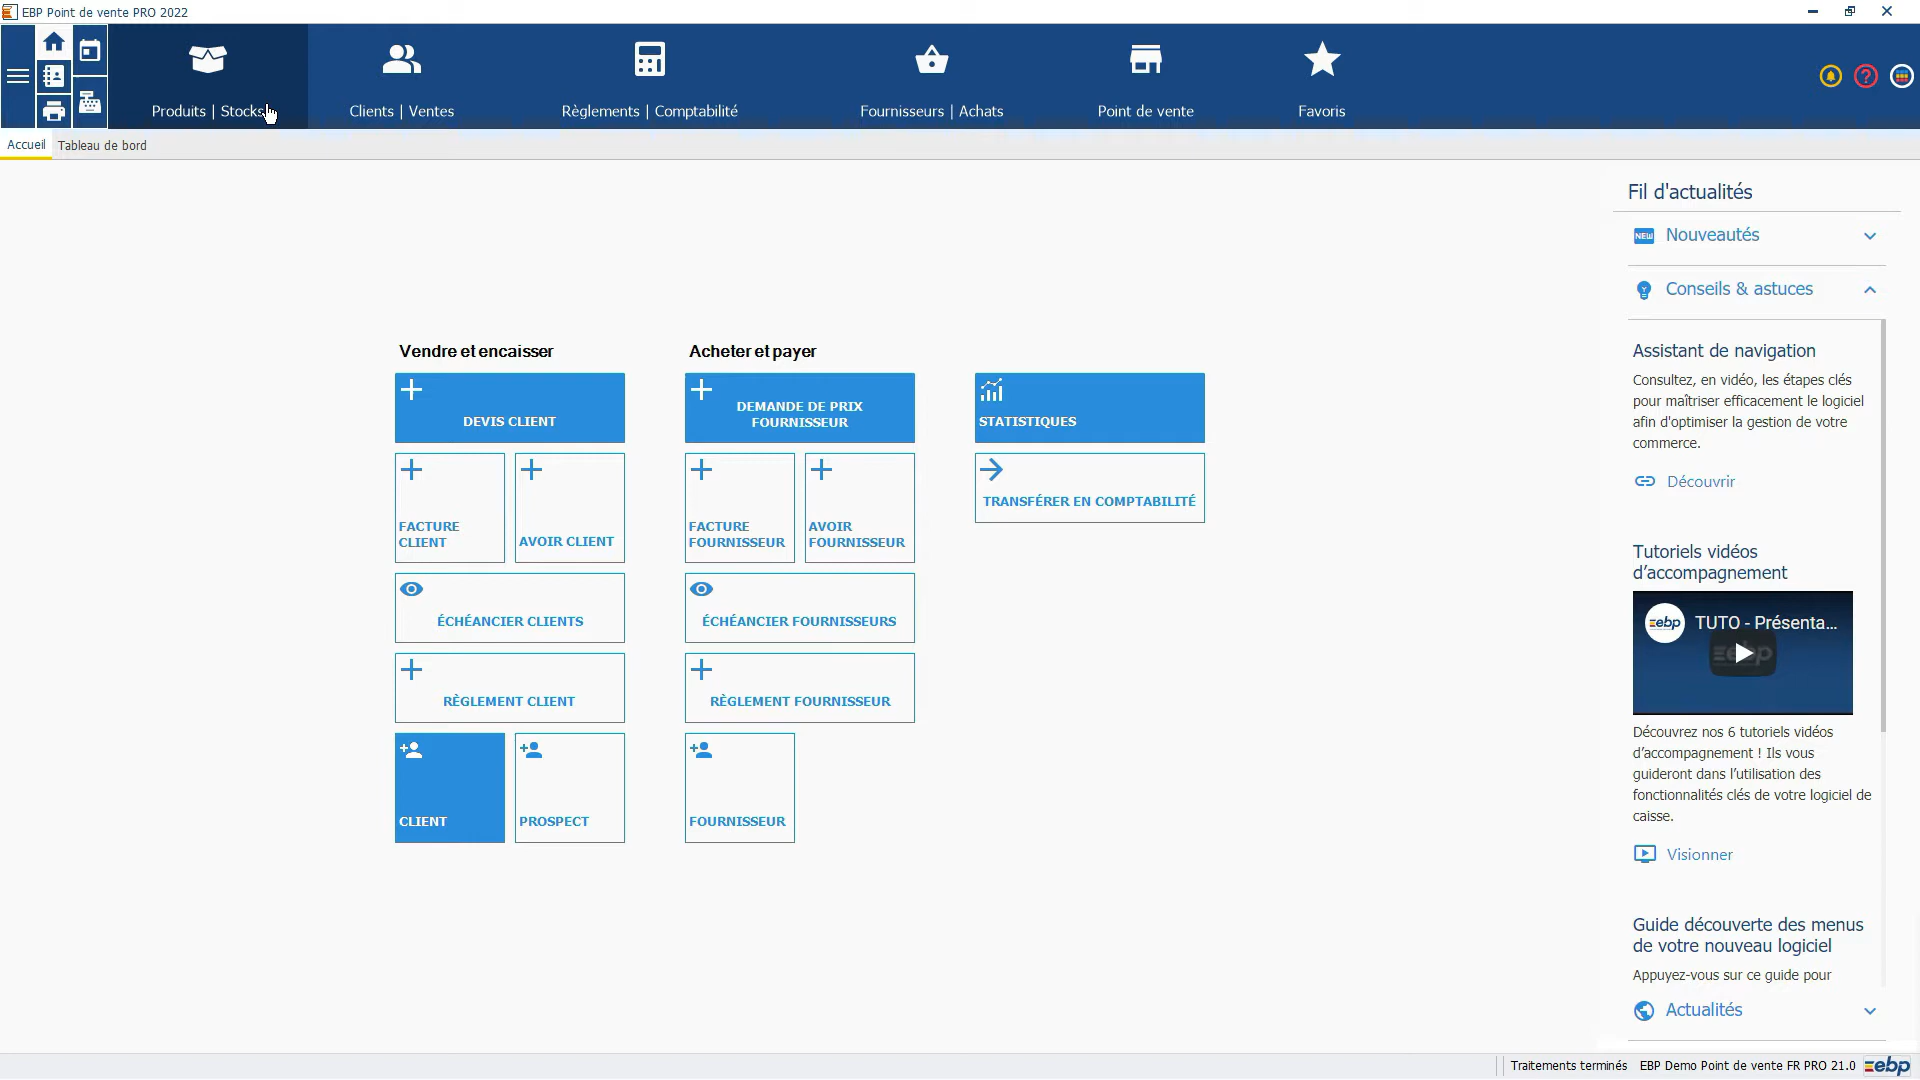 EBP Point de vente PRO 2022
Produits | Stocks
Clients | Ventes
Règlements | Comptabilité
Fournisseurs | Achats
Point de vente
Favoris
Accueil
Tableau de bord
Vendre et encaisser
DEVIS CLIENT
FACTURE
CLIENT
AVOIR CLIENT
ÉCHÉANCIER CLIENTS
RÈGLEMENT CLIENT
CLIENT
PROSPECT
Acheter et payer
DEMANDE DE PRIX
FOURNISSEUR
FACTURE
FOURNISSEUR
AVOIR
FOURNISSEUR
ÉCHÉANCIER FOURNISSEURS
RÈGLEMENT FOURNISSEUR
FOURNISSEUR
STATISTIQUES
TRANSFÉRER EN COMPTABILITÉ
Fil d'actualités
NEW
Nouveautés
Conseils & astuces
Assistant de navigation
Consultez, en vidéo, les étapes clés
pour maîtriser efficacement le logiciel
afin d'optimiser la gestion de votre
commerce.
Découvrir
Tutoriels vidéos
d’accompagnement
ebp
TUTO - Présenta...
ebp
Découvrez nos 6 tutoriels vidéos
d’accompagnement ! Ils vous
guideront dans l’utilisation des
fonctionnalités clés de votre logiciel de
caisse.
Visionner
Guide découverte des menus
de votre nouveau logiciel
Appuyez-vous sur ce guide pour
Actualités
Traitements terminés
EBP Demo Point de vente FR PRO 21.0
ebp